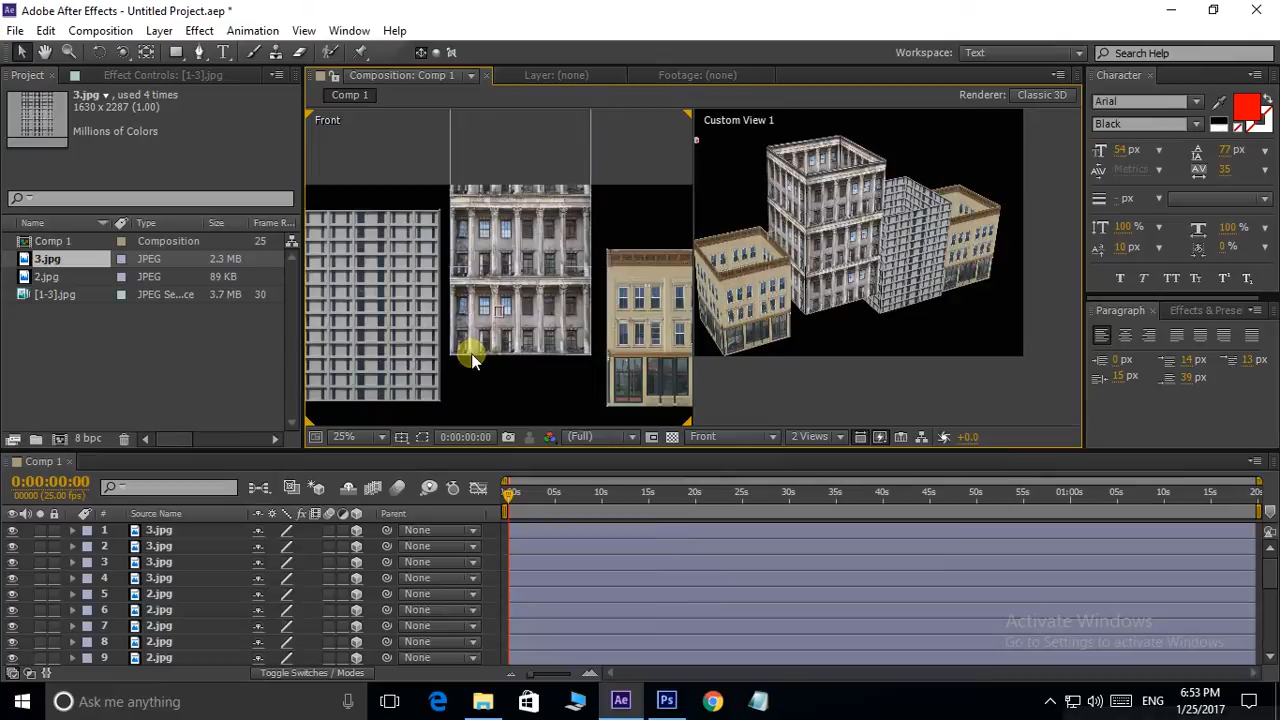 Adobe After Effects - Untitled Project.aep *
File Edit Composition Layer Effect Animation View Window Help
Workspace: Text Search Help
Project Effect Controls: [1-3].jpg Composition: Comp 1 Layer: (none) Footage: (none) Character
3.jpg , used 4 times
1630 x 2287 (1.00)
Millions of Colors
Comp 1 Renderer: Classic 3D
Arial
Black
Front Custom View 1
54 px 77 px
Metrics 35
- px
100 % 100 %
10 px 0 %
T T TT Tt T¹ T₁
Paragraph Effects & Prese
0 px 14 px 13 px
15 px 39 px
Name Type Size Frame R
Comp 1 Composition 25
3.jpg JPEG 2.3 MB
2.jpg JPEG 89 KB
[1-3].jpg JPEG Se...ce 3.7 MB 30
8 bpc
25% 0:00:00:00 (Full) Front 2 Views +0.0
Comp 1
0:00:00:00
00000 (25.00 fps)
05s 10s 15s 20s 25s 30s 35s 40s 45s 50s 55s 01:00s 05s 10s 15s 20s
# Source Name Parent
1 3.jpg None
2 3.jpg None
3 3.jpg None
4 3.jpg None
5 2.jpg None
6 2.jpg None
7 2.jpg None
8 2.jpg None
9 2.jpg None
Toggle Switches / Modes
Activate Windows
Go to Settings to activate Windows.
Ask me anything
ENG
6:53 PM
1/25/2017